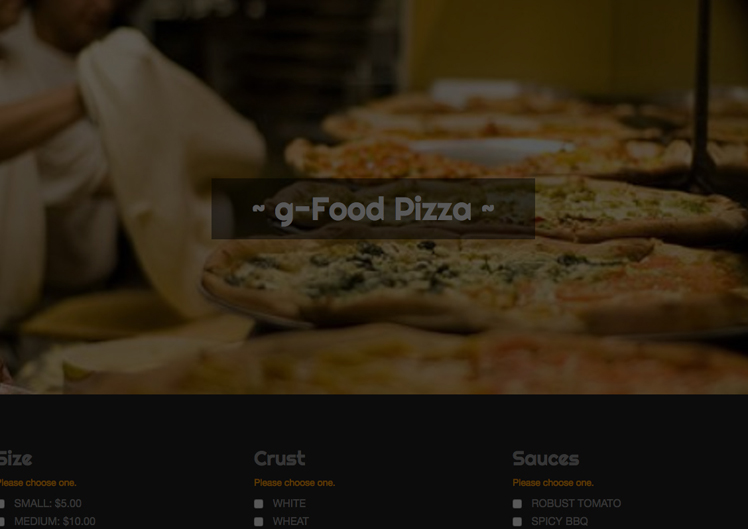 ~ g-Food Pizza ~
Size
Please choose one.
SMALL: $5.00
MEDIUM: $10.00
Crust
Please choose one.
WHITE
WHEAT
Sauces
Please choose one.
ROBUST TOMATO
SPICY BBQ